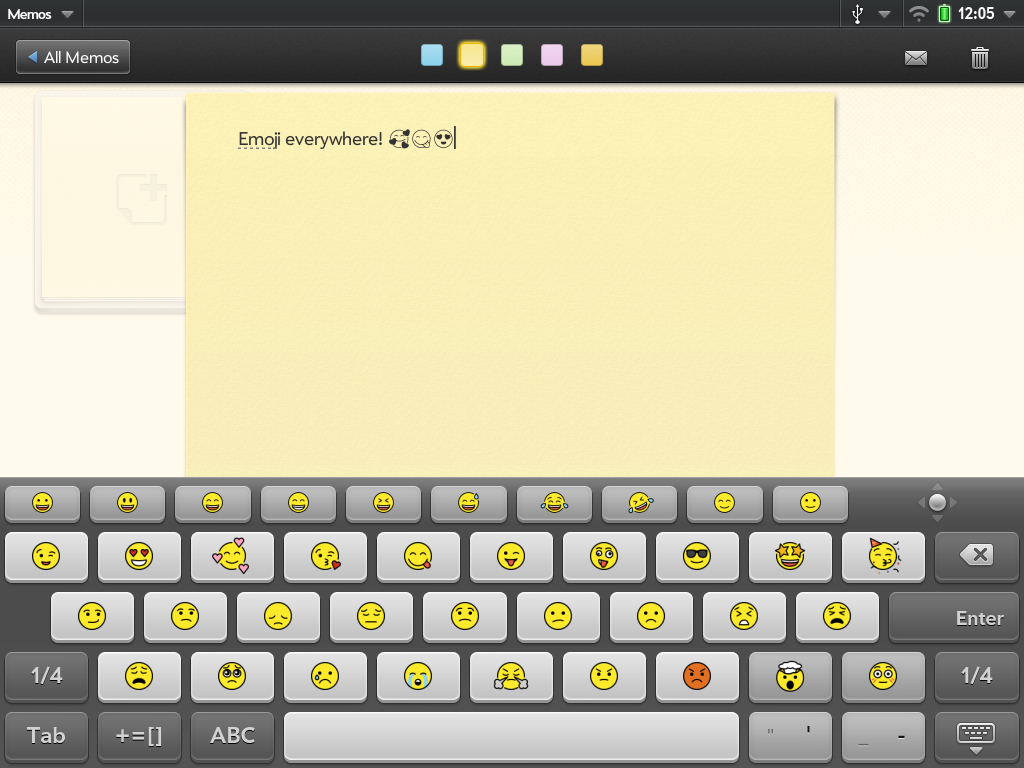 Memos
12:05
All Memos
Emoji everywhere! 🥰😋😍
Enter
1/4
1/4
Tab
+=[]
ABC
" '
_ -